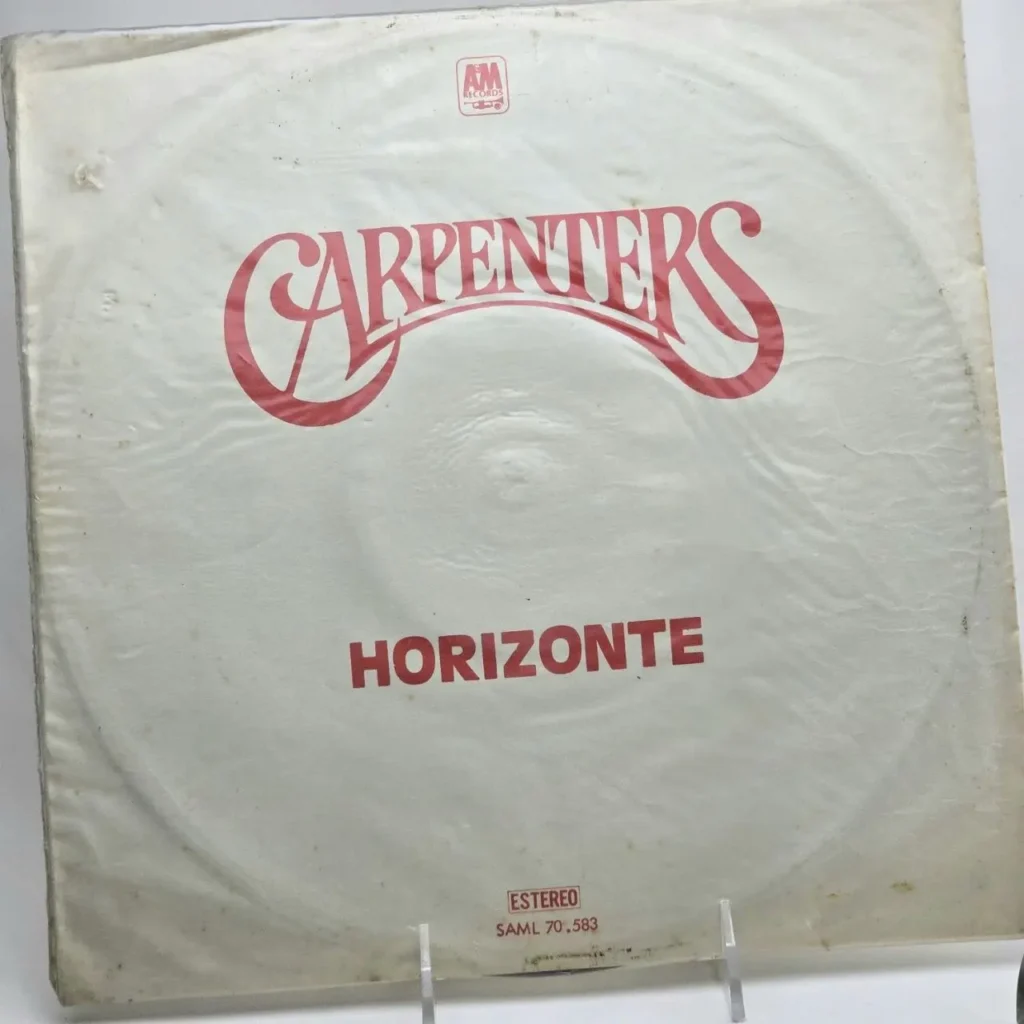 A&M
RECORDS
CARPENTERS
HORIZONTE
ESTEREO
SAML 70.583